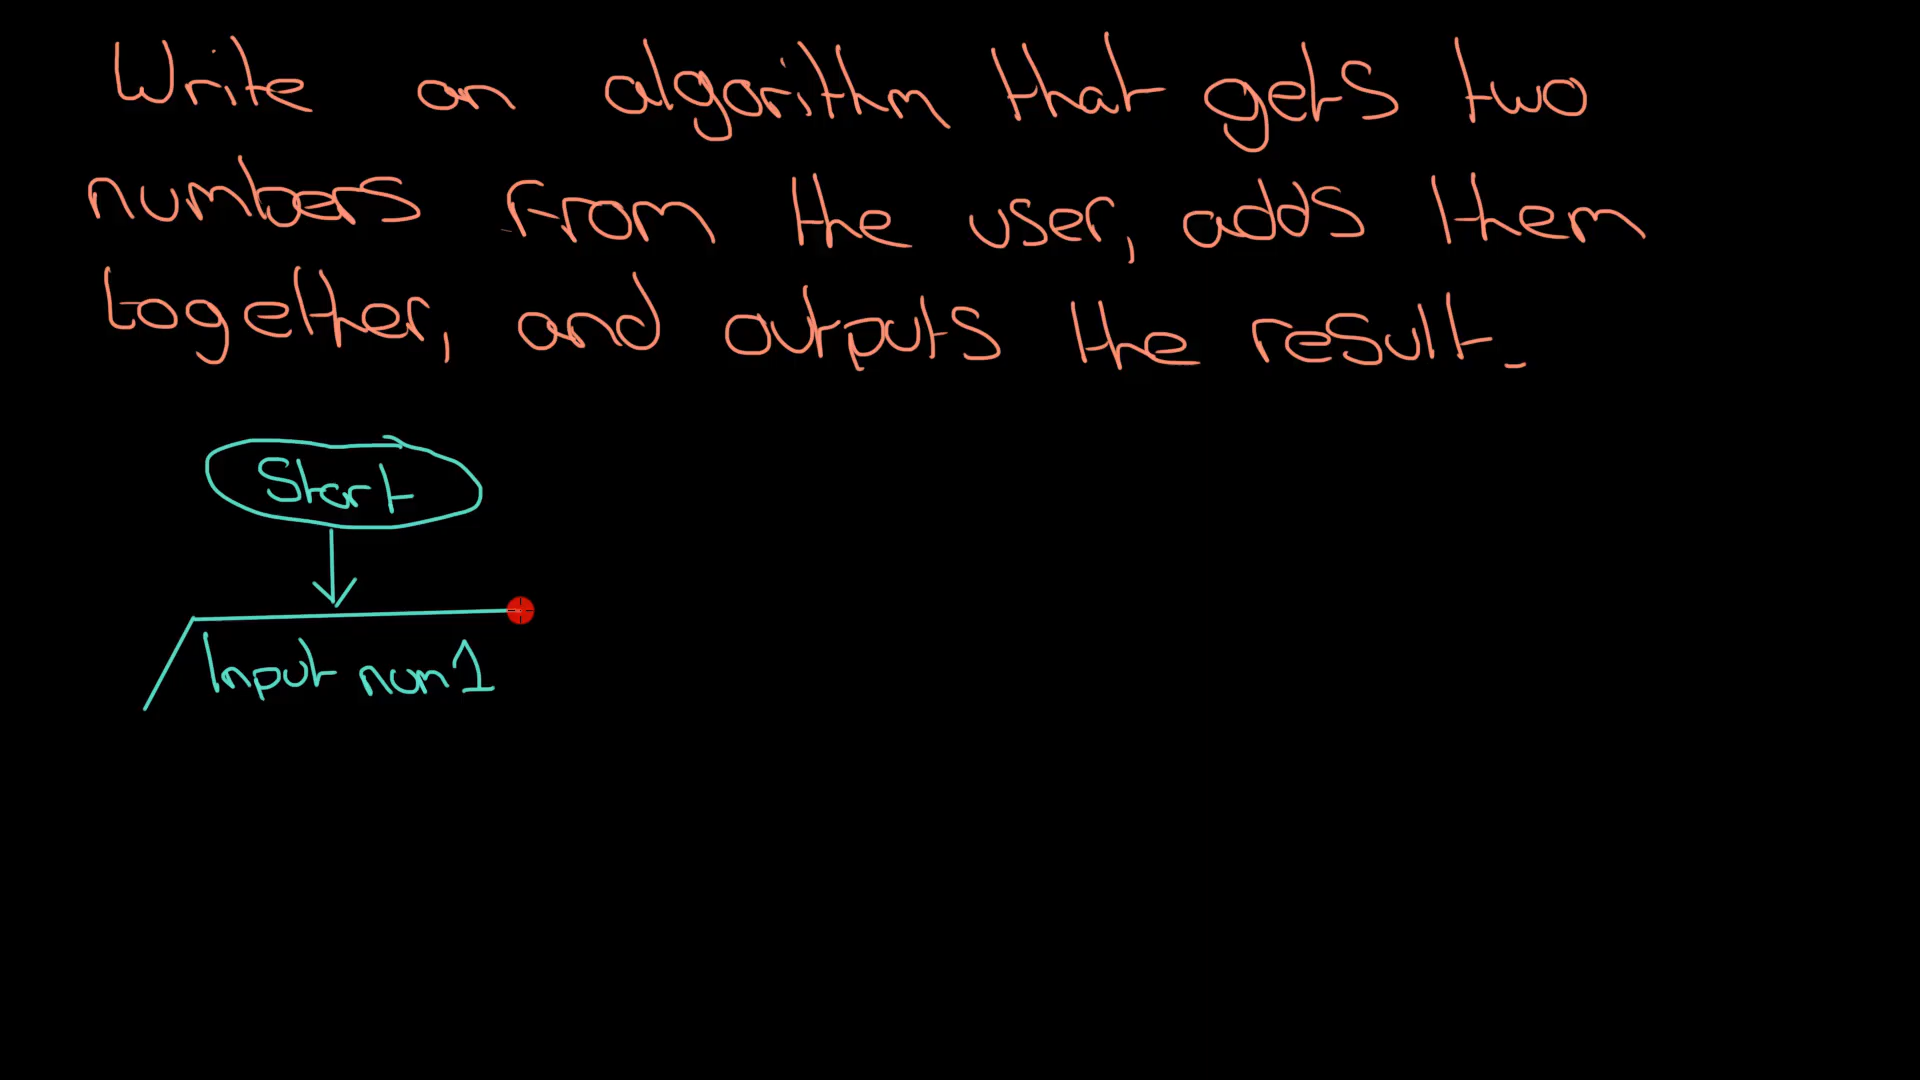 Write an algorithm that gets two
numbers from the user, adds them
together, and outputs the result.
Start
Input num1